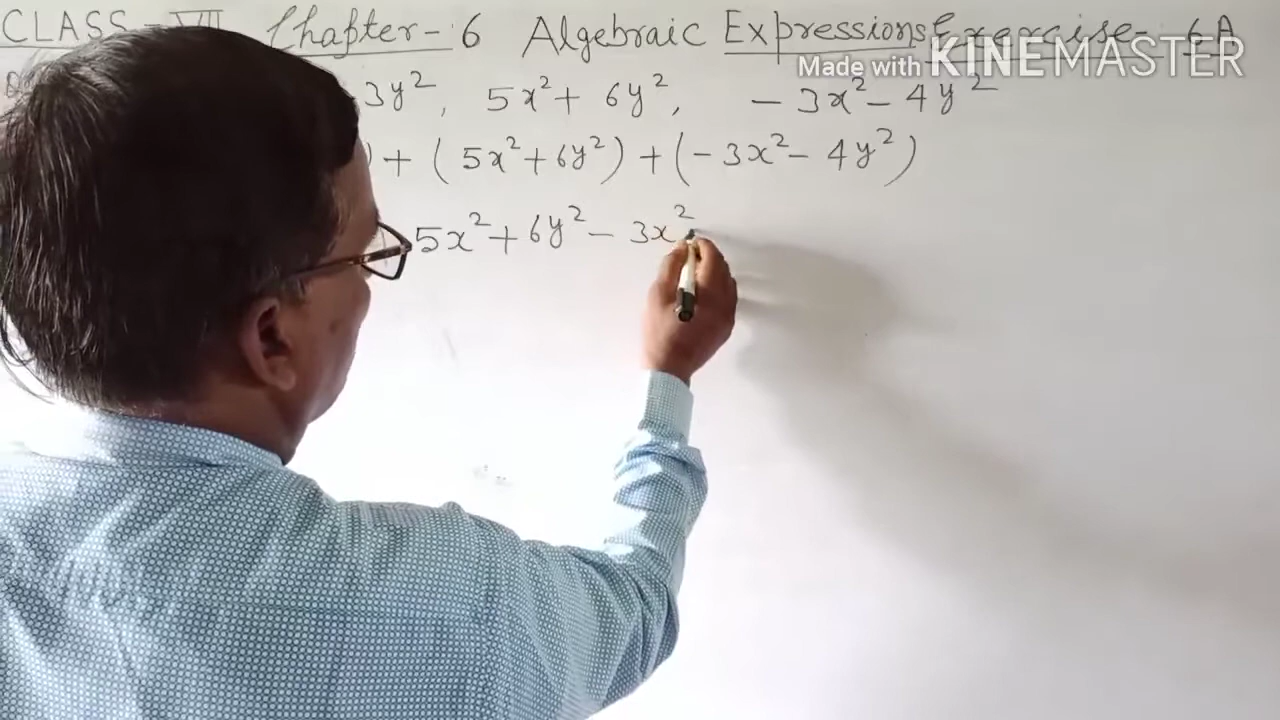 CLASS - VII Chapter - 6 Algebraic Expressions Exercise - 6A
Made with KINEMASTER
3y², 5x² + 6y², - 3x² - 4y²
) + ( 5x² + 6y² ) + ( - 3x² - 4y² )
5x² + 6y² - 3x²